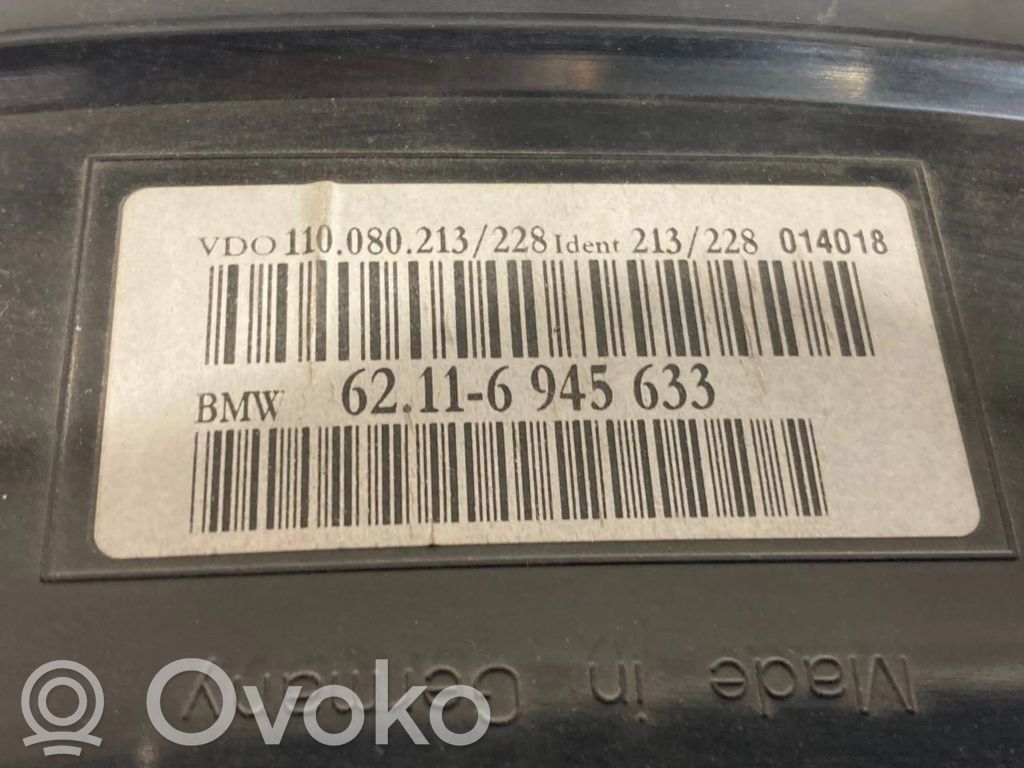 VDO 110.080.213/228 Ident 213/228 014018
BMW 62.11-6 945 633
Made in
Germany
Ovoko